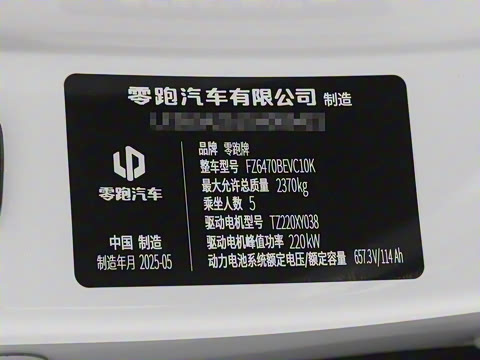 零跑汽车有限公司 制造
品牌 零跑牌
整车型号 FZ6470BEVC10K
最大允许总质量 2370kg
乘坐人数 5
驱动电机型号 TZ220XY038
驱动电机峰值功率 220kW
动力电池系统额定电压/额定容量 657.3V/114Ah
零跑汽车
中国 制造
制造年月 2025-05